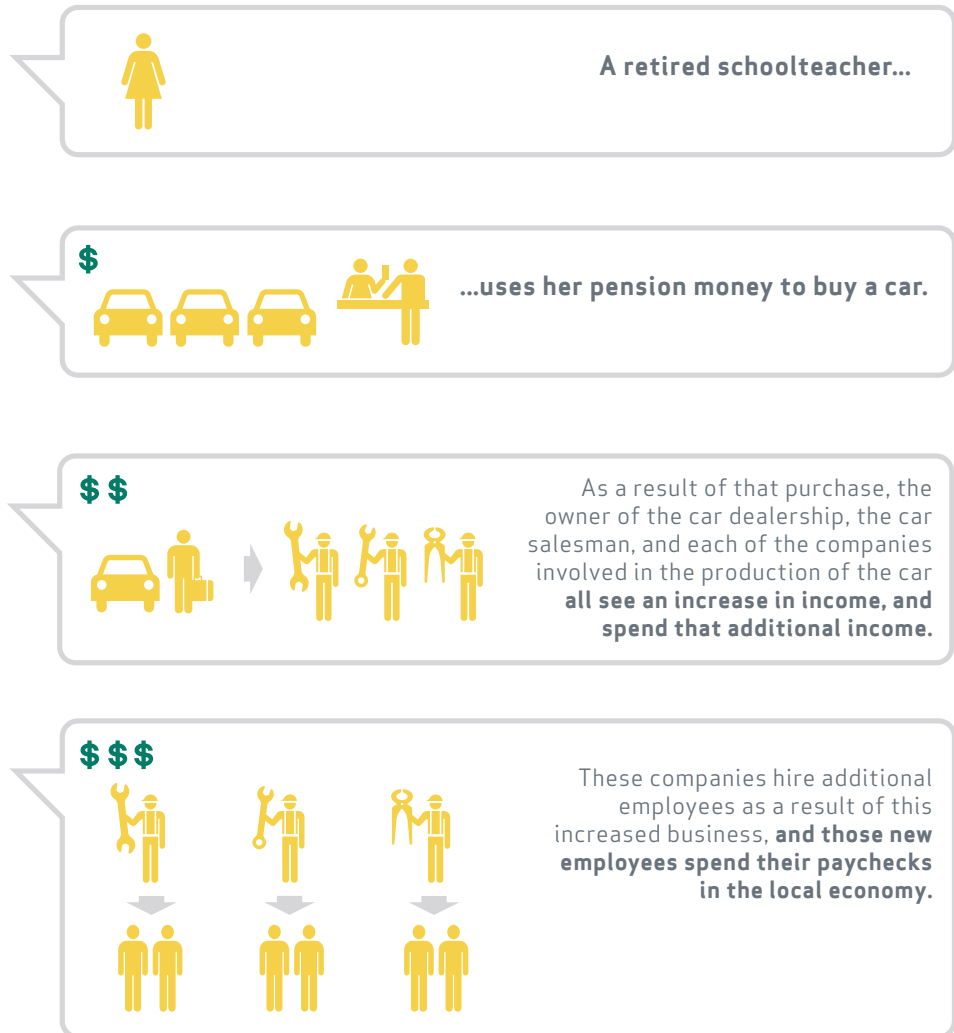 A retired schoolteacher...
$
...uses her pension money to buy a car.
$ $
As a result of that purchase, the
owner of the car dealership, the car
salesman, and each of the companies
involved in the production of the car
all see an increase in income, and
spend that additional income.
$ $ $
These companies hire additional
employees as a result of this
increased business, and those new
employees spend their paychecks
in the local economy.